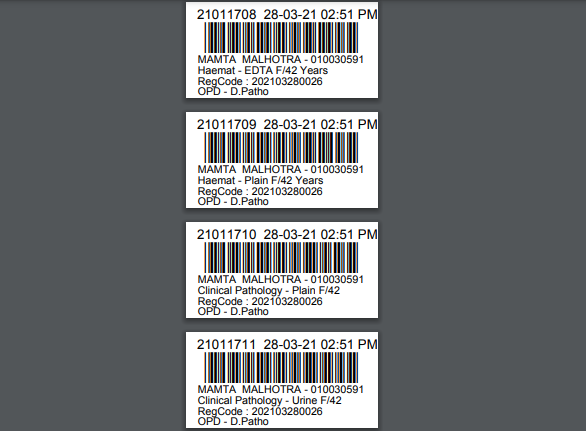 21011708 28-03-21 02:51 PM
MAMTA MALHOTRA - 010030591
Haemat - EDTA F/42 Years
RegCode : 202103280026
OPD - D.Patho
21011709 28-03-21 02:51 PM
MAMTA MALHOTRA - 010030591
Haemat - Plain F/42 Years
RegCode : 202103280026
OPD - D.Patho
21011710 28-03-21 02:51 PM
MAMTA MALHOTRA - 010030591
Clinical Pathology - Plain F/42
RegCode : 202103280026
OPD - D.Patho
21011711 28-03-21 02:51 PM
MAMTA MALHOTRA - 010030591
Clinical Pathology - Urine F/42
RegCode : 202103280026
OPD - D.Patho